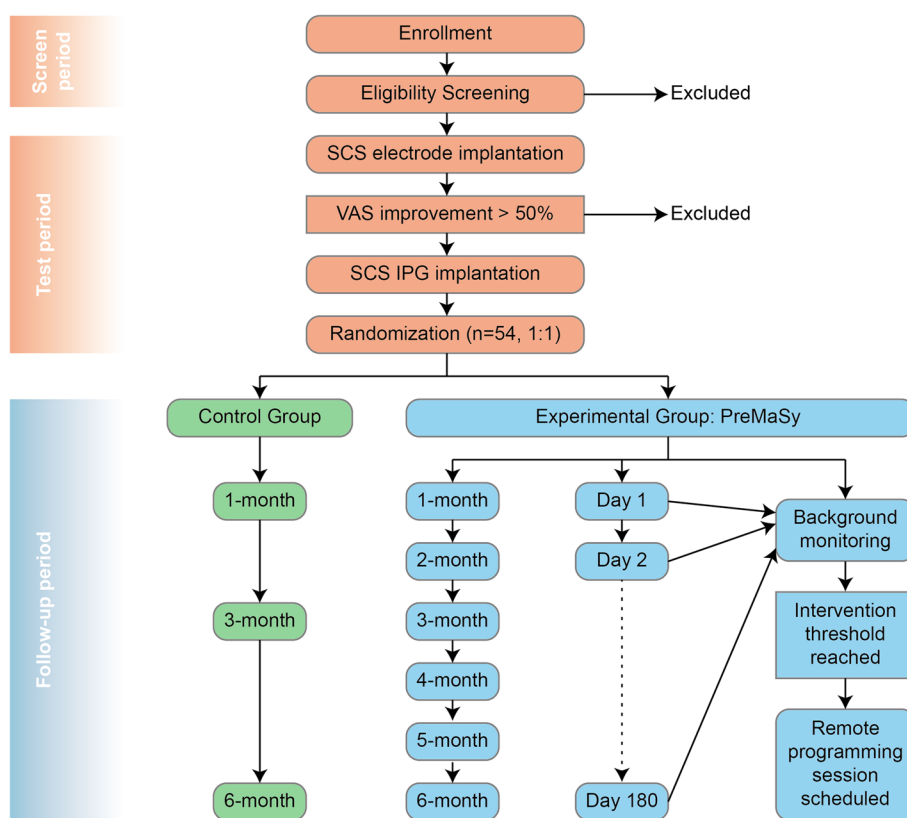 Screen
period
Enrollment
Eligibility Screening
Excluded
Test period
SCS electrode implantation
VAS improvement > 50%
Excluded
SCS IPG implantation
Randomization (n=54, 1:1)
Follow-up period
Control Group
1-month
3-month
6-month
Experimental Group: PreMaSy
1-month
2-month
3-month
4-month
5-month
6-month
Day 1
Day 2
Day 180
Background
monitoring
Intervention
threshold
reached
Remote
programming
session
scheduled